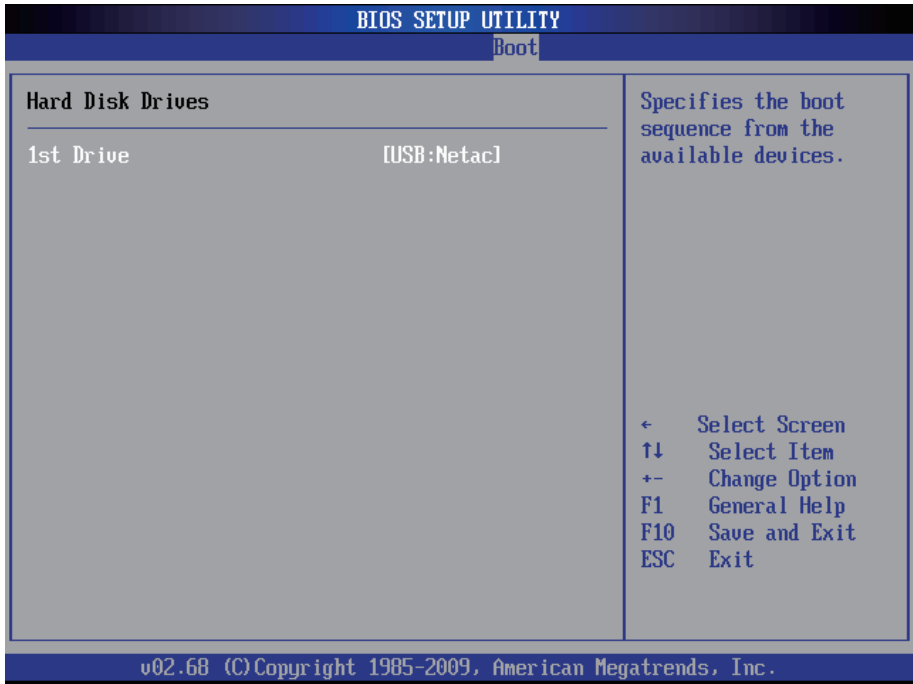 BIOS SETUP UTILITY
Boot
Hard Disk Drives
1st Drive [USB:Netac]
Specifies the boot
sequence from the
available devices.
← Select Screen
↑↓ Select Item
+- Change Option
F1 General Help
F10 Save and Exit
ESC Exit
v02.68 (C)Copyright 1985-2009, American Megatrends, Inc.